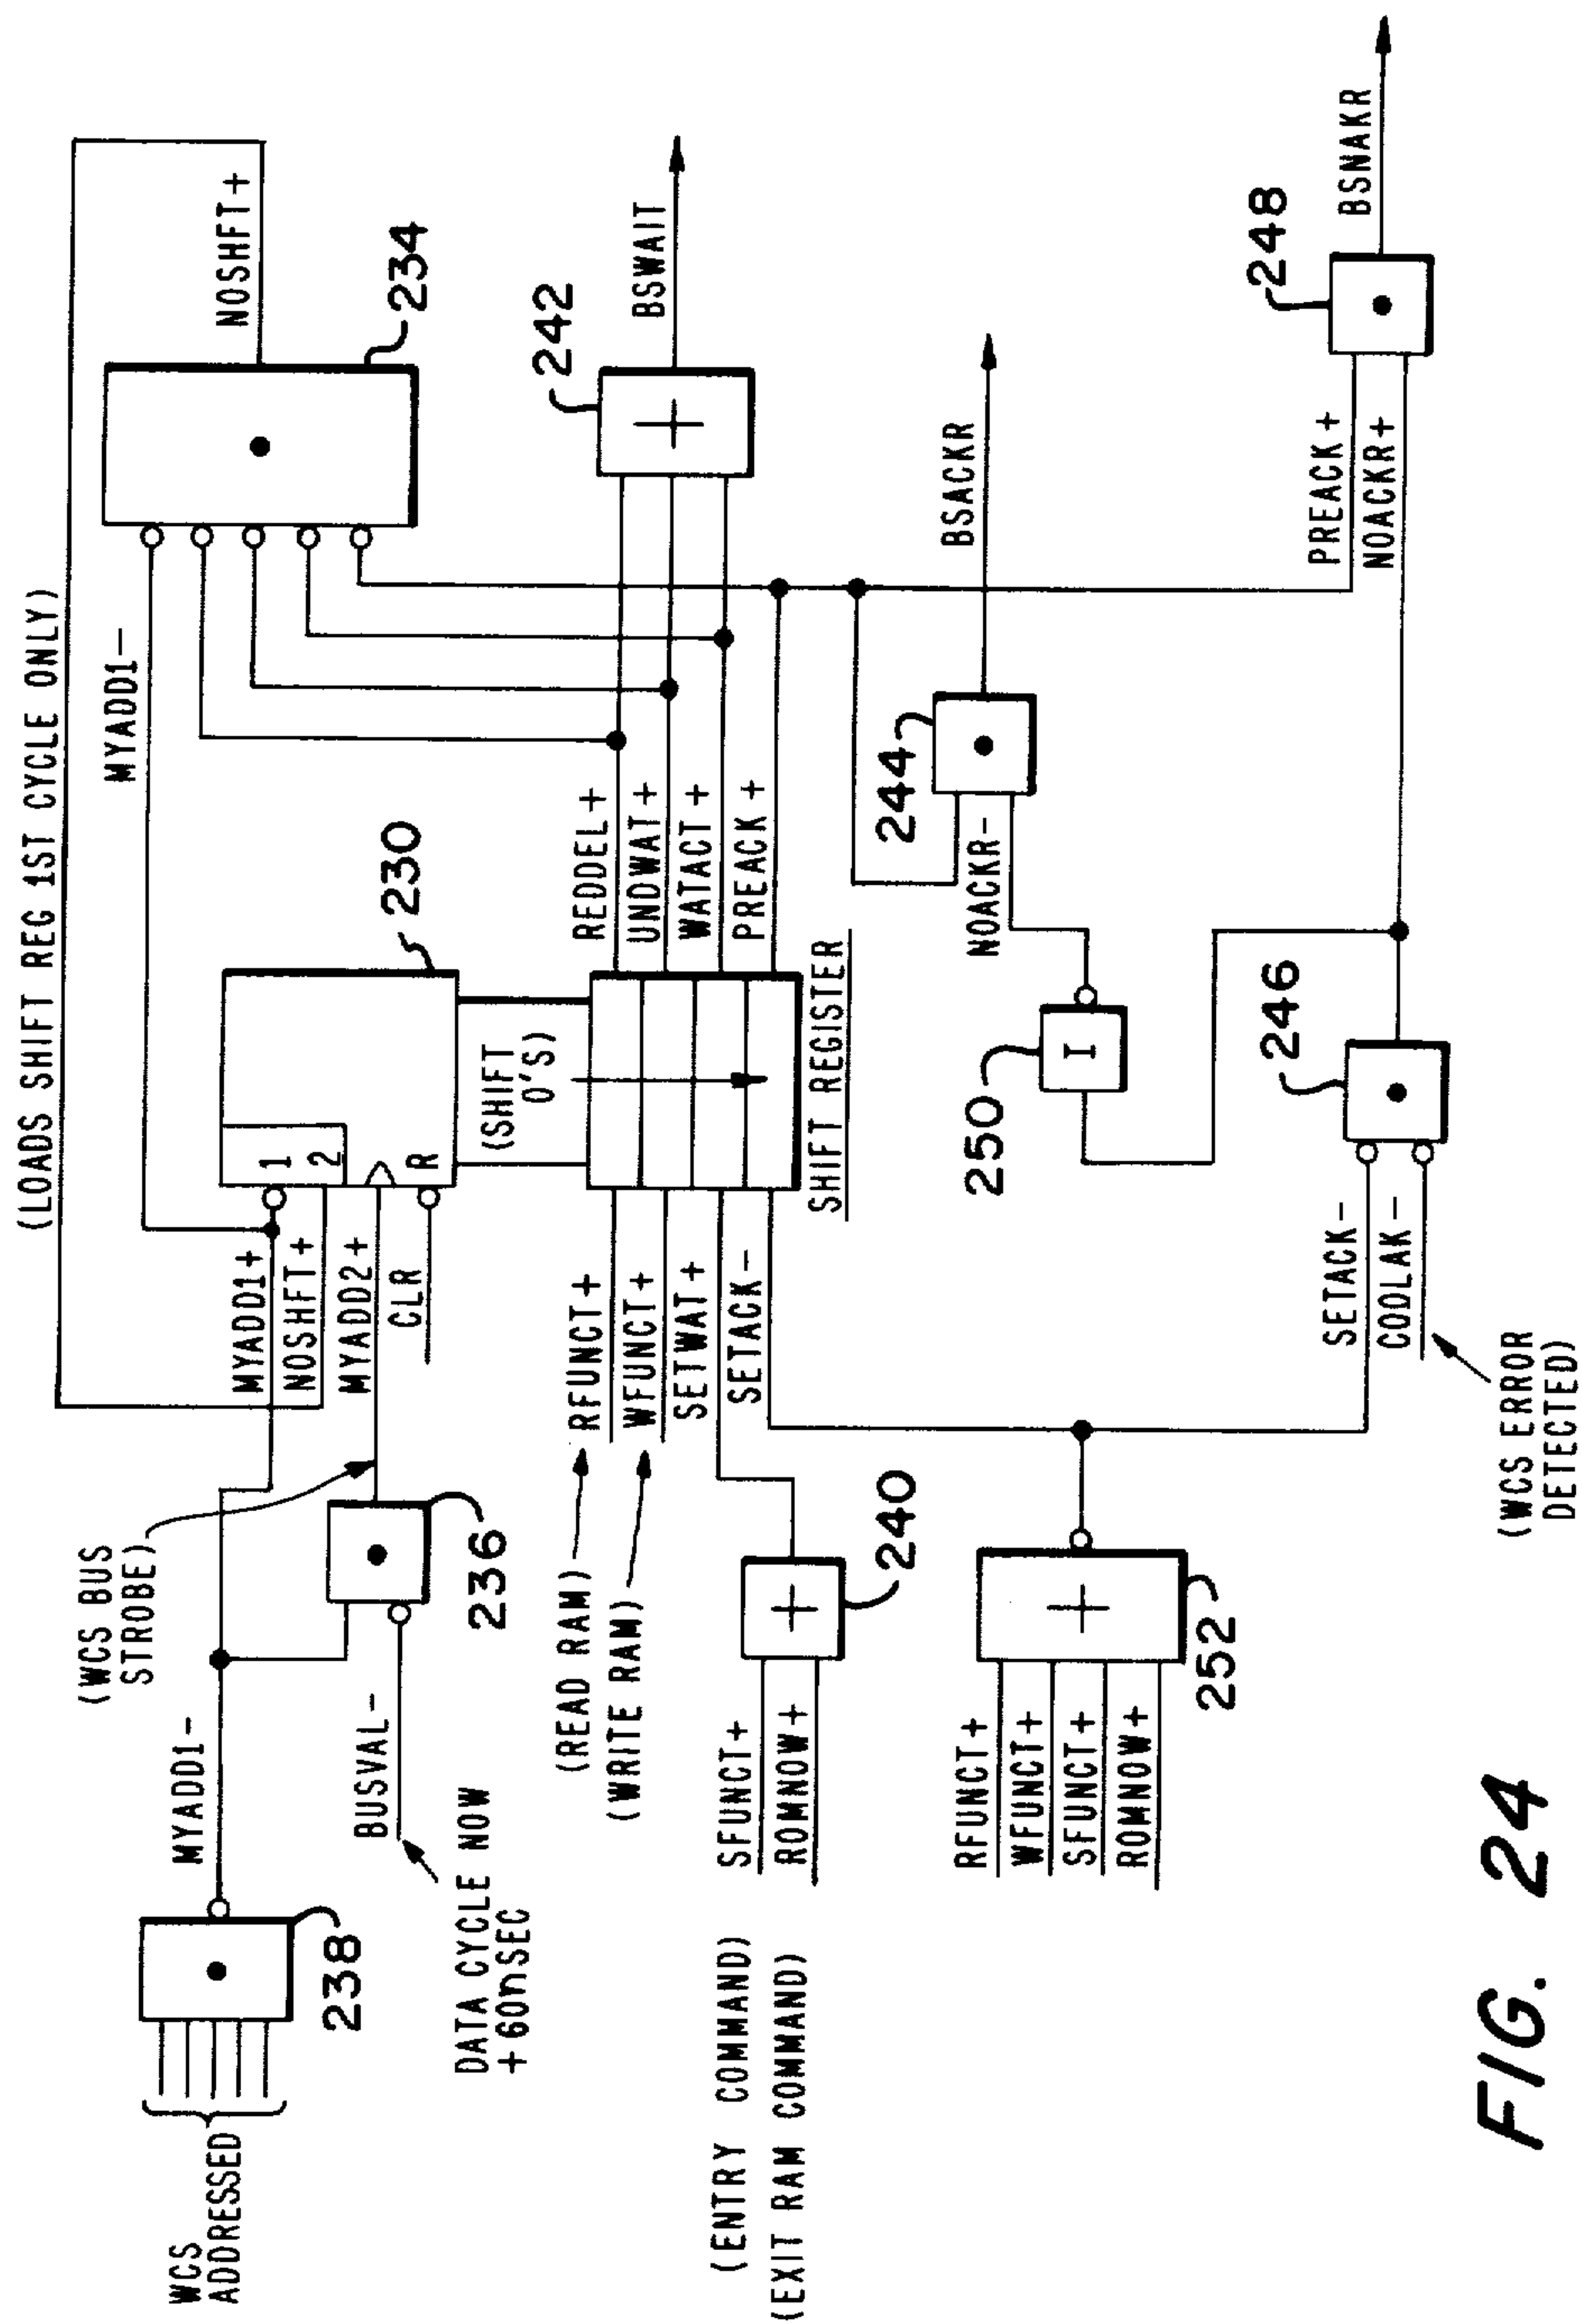 (LOADS SHIFT REG 1ST CYCLE ONLY)
WCS
ADDRESSED
238
MYADD1-
(WCS BUS
STROBE)
BUSVAL-
DATA CYCLE NOW
+60nSEC
236
MYADD1+
NOSHFT+
MYADD2+
CLR
1
2
R
230
MYADD1-
NOSHFT+
234
(SHIFT
O'S)
(READ RAM)
(WRITE RAM)
RFUNCT+
WFUNCT+
SETWAT+
SETACK-
SHIFT REGISTER
REDDEL+
UNDWAT+
WATACT+
PREACK+
242
BSWAIT
(ENTRY COMMAND)
(EXIT RAM COMMAND)
SFUNCT+
ROMNOW+
240
RFUNCT+
WFUNCT+
SFUNCT+
ROMNOW+
252
NOACKR-
244
BSACKR
I
250
SETACK-
CODLAK-
(WCS ERROR
DETECTED)
246
PREACK+
NOACKR+
248
BSNAKR
FIG. 24